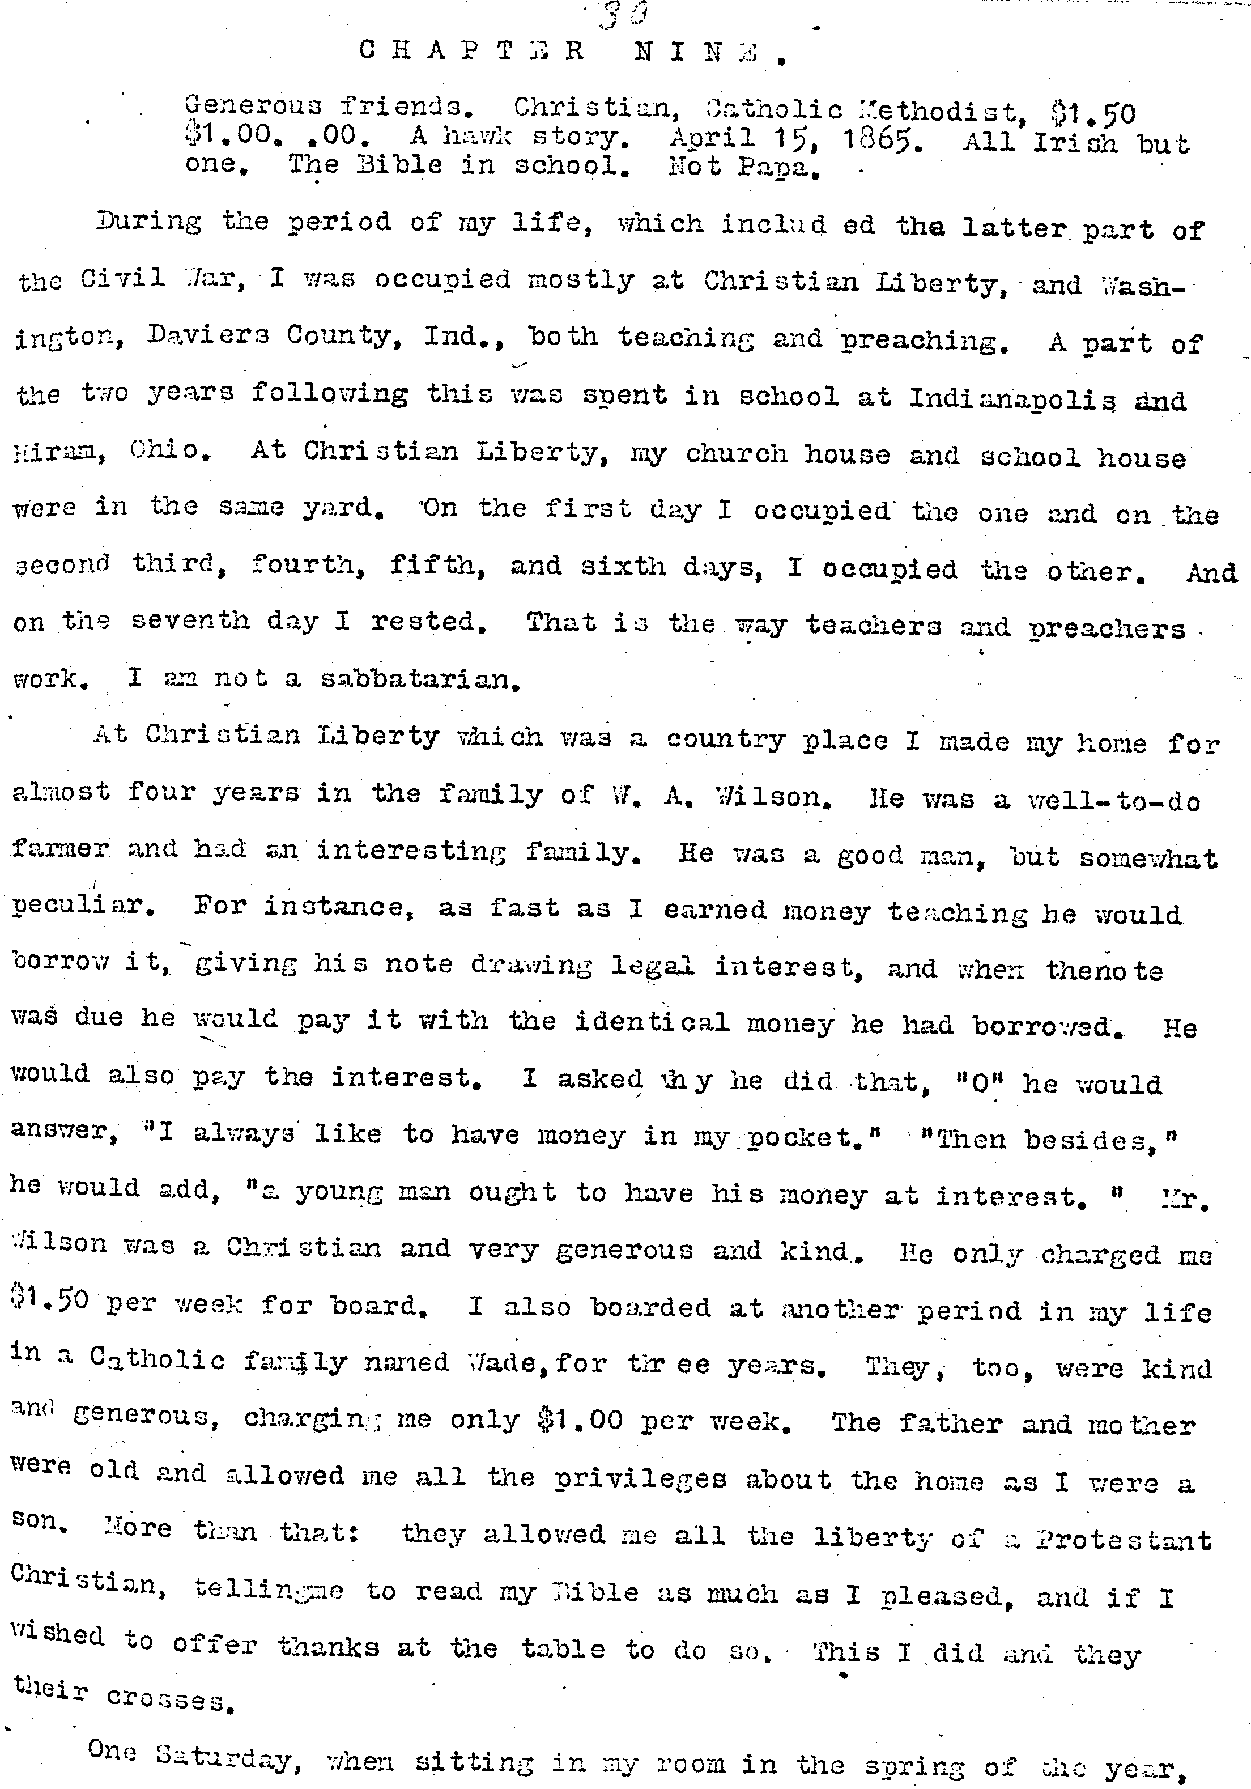 30
CHAPTER NINE.
Generous friends. Christian, Catholic Methodist, $1.50
$1.00. .00. A hawk story. April 15, 1865. All Irish but
one. The Bible in school. Not Papa.
During the period of my life, which includ ed the latter part of
the Civil War, I was occupied mostly at Christian Liberty, and Wash-
ington, Daviers County, Ind., both teaching and preaching. A part of
the two years following this was spent in school at Indianapolis and
Hiram, Ohio. At Christian Liberty, my church house and school house
were in the same yard. On the first day I occupied the one and on the
second third, fourth, fifth, and sixth days, I occupied the other. And
on the seventh day I rested. That is the way teachers and preachers
work. I am not a sabbatarian.
At Christian Liberty which was a country place I made my home for
almost four years in the family of W. A. Wilson. He was a well-to-do
farmer and had an interesting family. He was a good man, but somewhat
peculiar. For instance, as fast as I earned money teaching he would
borrow it, giving his note drawing legal interest, and when thenote
was due he would pay it with the identical money he had borrowed. He
would also pay the interest. I asked why he did that, "O" he would
answer, "I always like to have money in my pocket." "Then besides,"
he would add, "a young man ought to have his money at interest. " Mr.
Wilson was a Christian and very generous and kind. He only charged me
$1.50 per week for board. I also boarded at another period in my life
in a Catholic family named Wade,for thr ee years. They, too, were kind
and generous, charging me only $1.00 per week. The father and mother
were old and allowed me all the privileges about the home as I were a
son. More than that: they allowed me all the liberty of a Protestant
Christian, tellingme to read my Bible as much as I pleased, and if I
wished to offer thanks at the table to do so. This I did and they
their crosses.
One Saturday, when sitting in my room in the spring of the year,